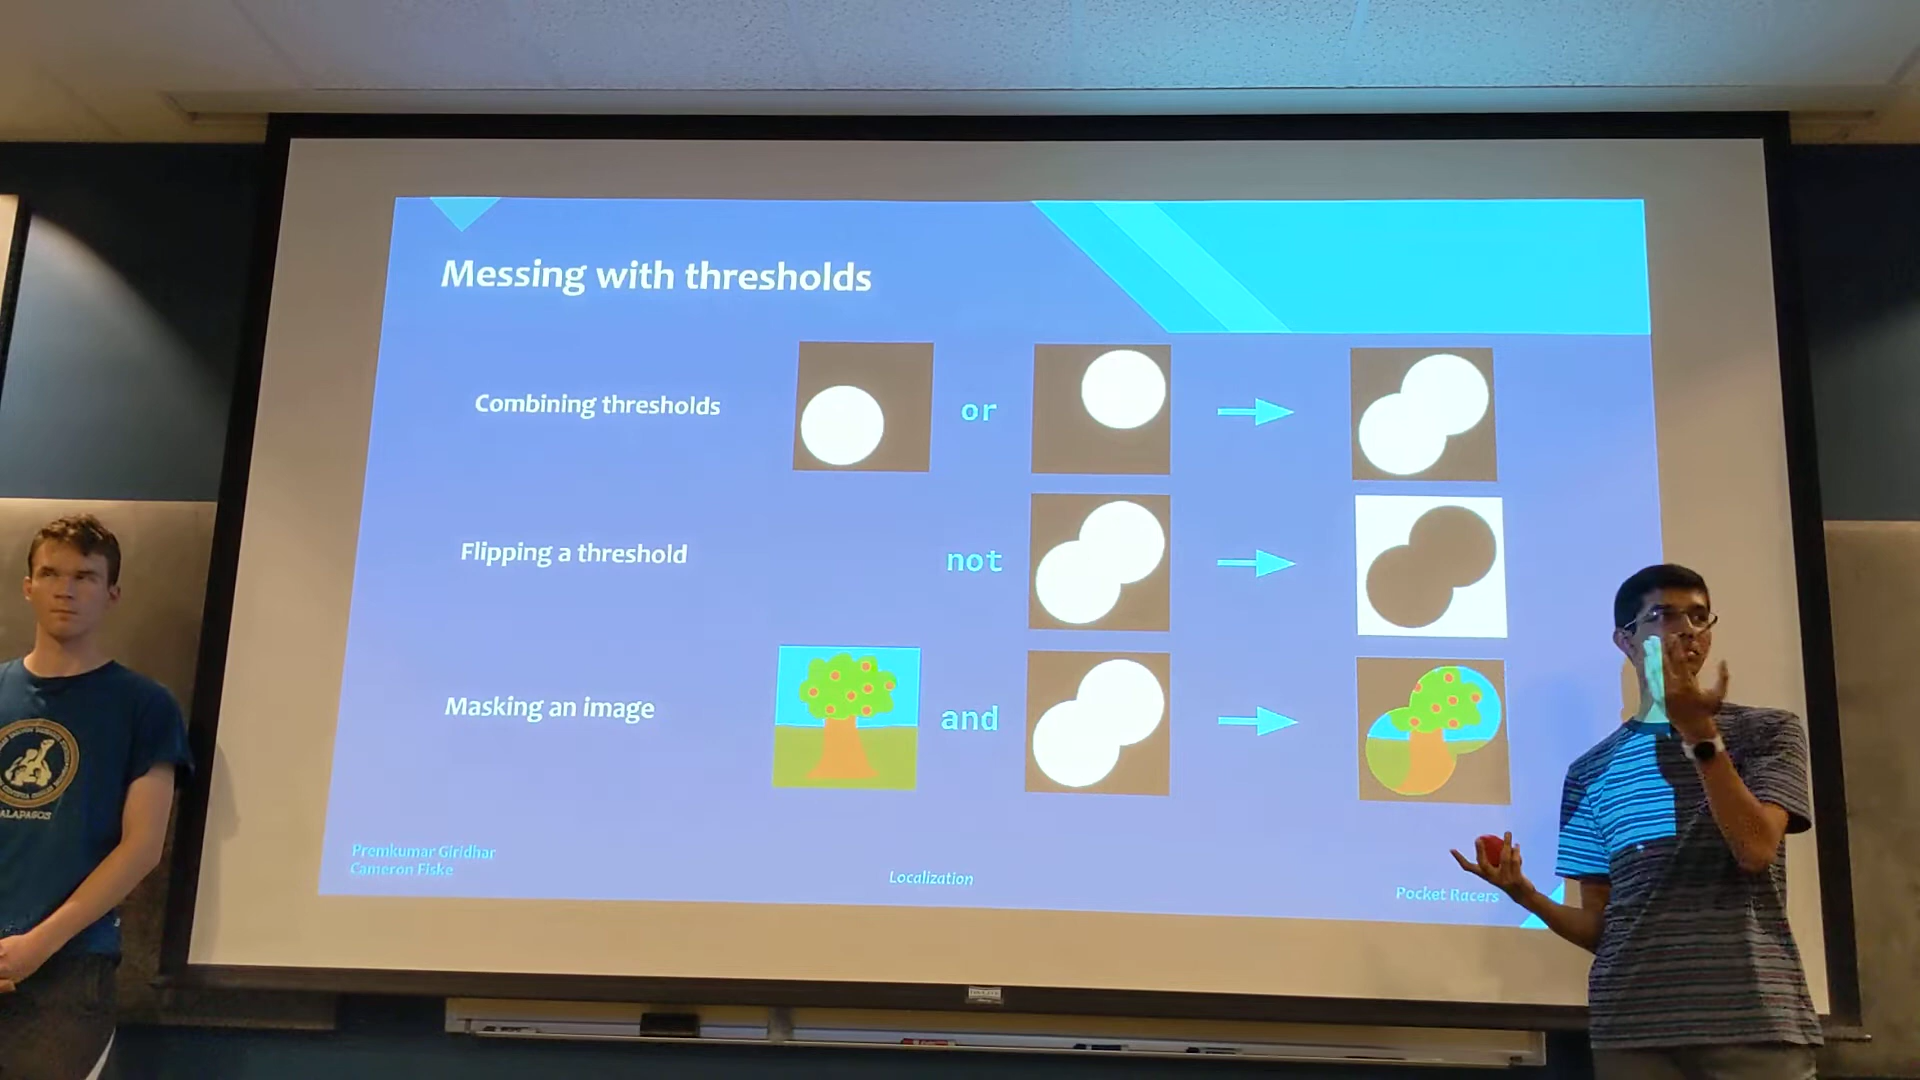 Messing with thresholds
Combining thresholds
or
Flipping a threshold
not
Masking an image
and
Premkumar Giridhar
Cameron Fiske
Localization
Pocket Racers
ALAPAGOS